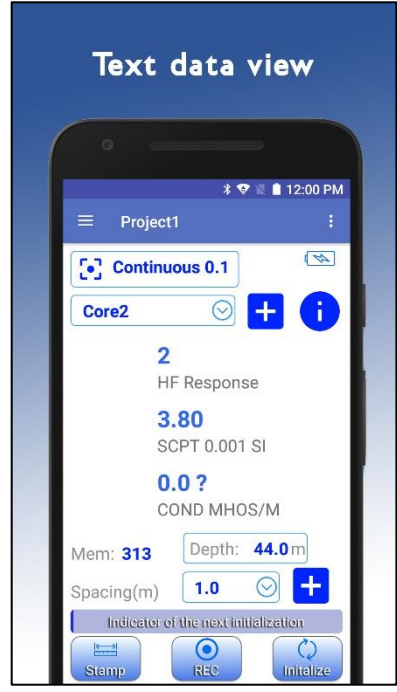 Text data view
12:00 PM
Project1
Continuous 0.1
Core2
i
2
HF Response
3.80
SCPT 0.001 SI
0.0 ?
COND MHOS/M
Mem: 313 Depth: 44.0 m
Spacing(m) 1.0
Indicator of the next initialization
Stamp REC Initalize